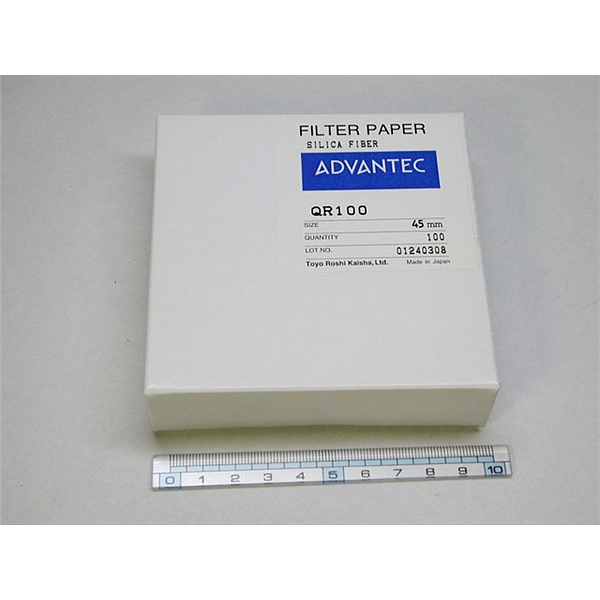 FILTER PAPER
SILICA FIBER
ADVANTEC
QR100
SIZE 45 mm
QUANTITY 100
LOT.NO. 01240308
Toyo Roshi Kaisha, Ltd. Made in Japan
0 1 2 3 4 5 6 7 8 9 10